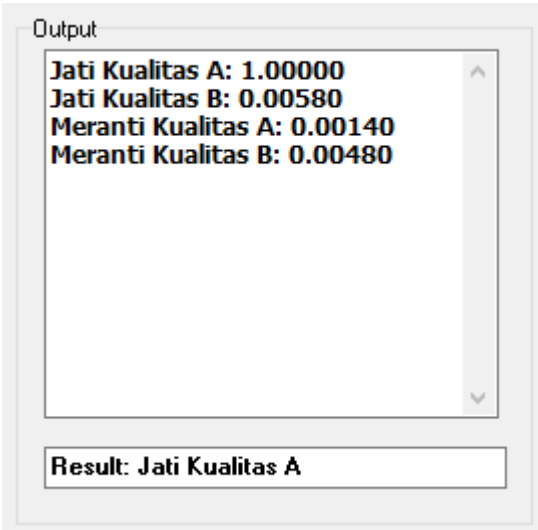 Output
Jati Kualitas A: 1.00000
Jati Kualitas B: 0.00580
Meranti Kualitas A: 0.00140
Meranti Kualitas B: 0.00480
Result: Jati Kualitas A